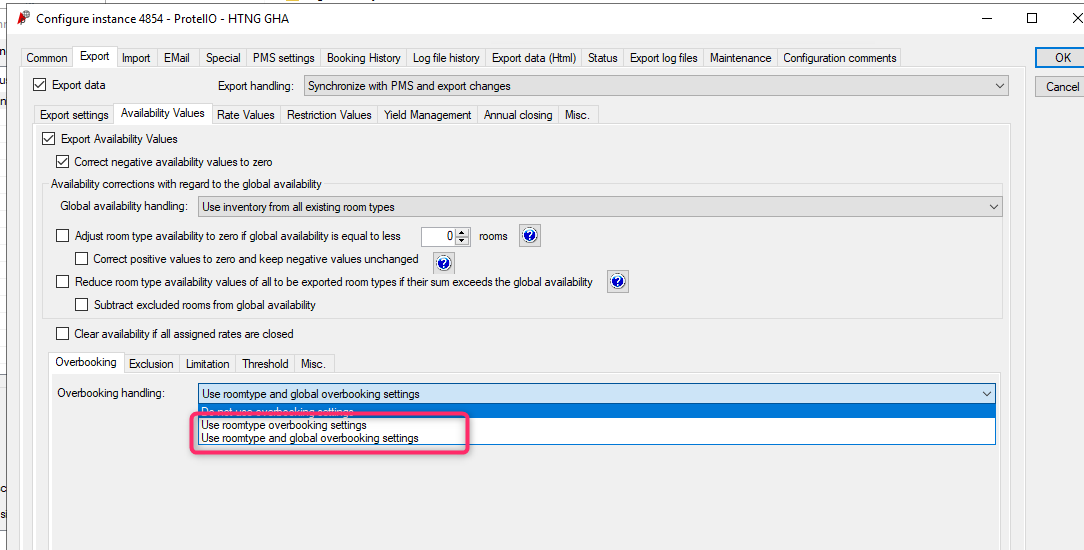 Configure instance 4854 - ProtelIO - HTNG GHA
Common Export Import EMail Special PMS settings Booking History Log file history Export data (Html) Status Export log files Maintenance Configuration comments
OK
Cancel
Export data
Export handling: Synchronize with PMS and export changes
Export settings Availability Values Rate Values Restriction Values Yield Management Annual closing Misc.
Export Availability Values
Correct negative availability values to zero
Availability corrections with regard to the global availability
Global availability handling: Use inventory from all existing room types
Adjust room type availability to zero if global availability is equal to less 0 rooms
Correct positive values to zero and keep negative values unchanged
Reduce room type availability values of all to be exported room types if their sum exceeds the global availability
Subtract excluded rooms from global availability
Clear availability if all assigned rates are closed
Overbooking Exclusion Limitation Threshold Misc.
Overbooking handling: Use roomtype and global overbooking settings
Do not use overbooking settings
Use roomtype overbooking settings
Use roomtype and global overbooking settings